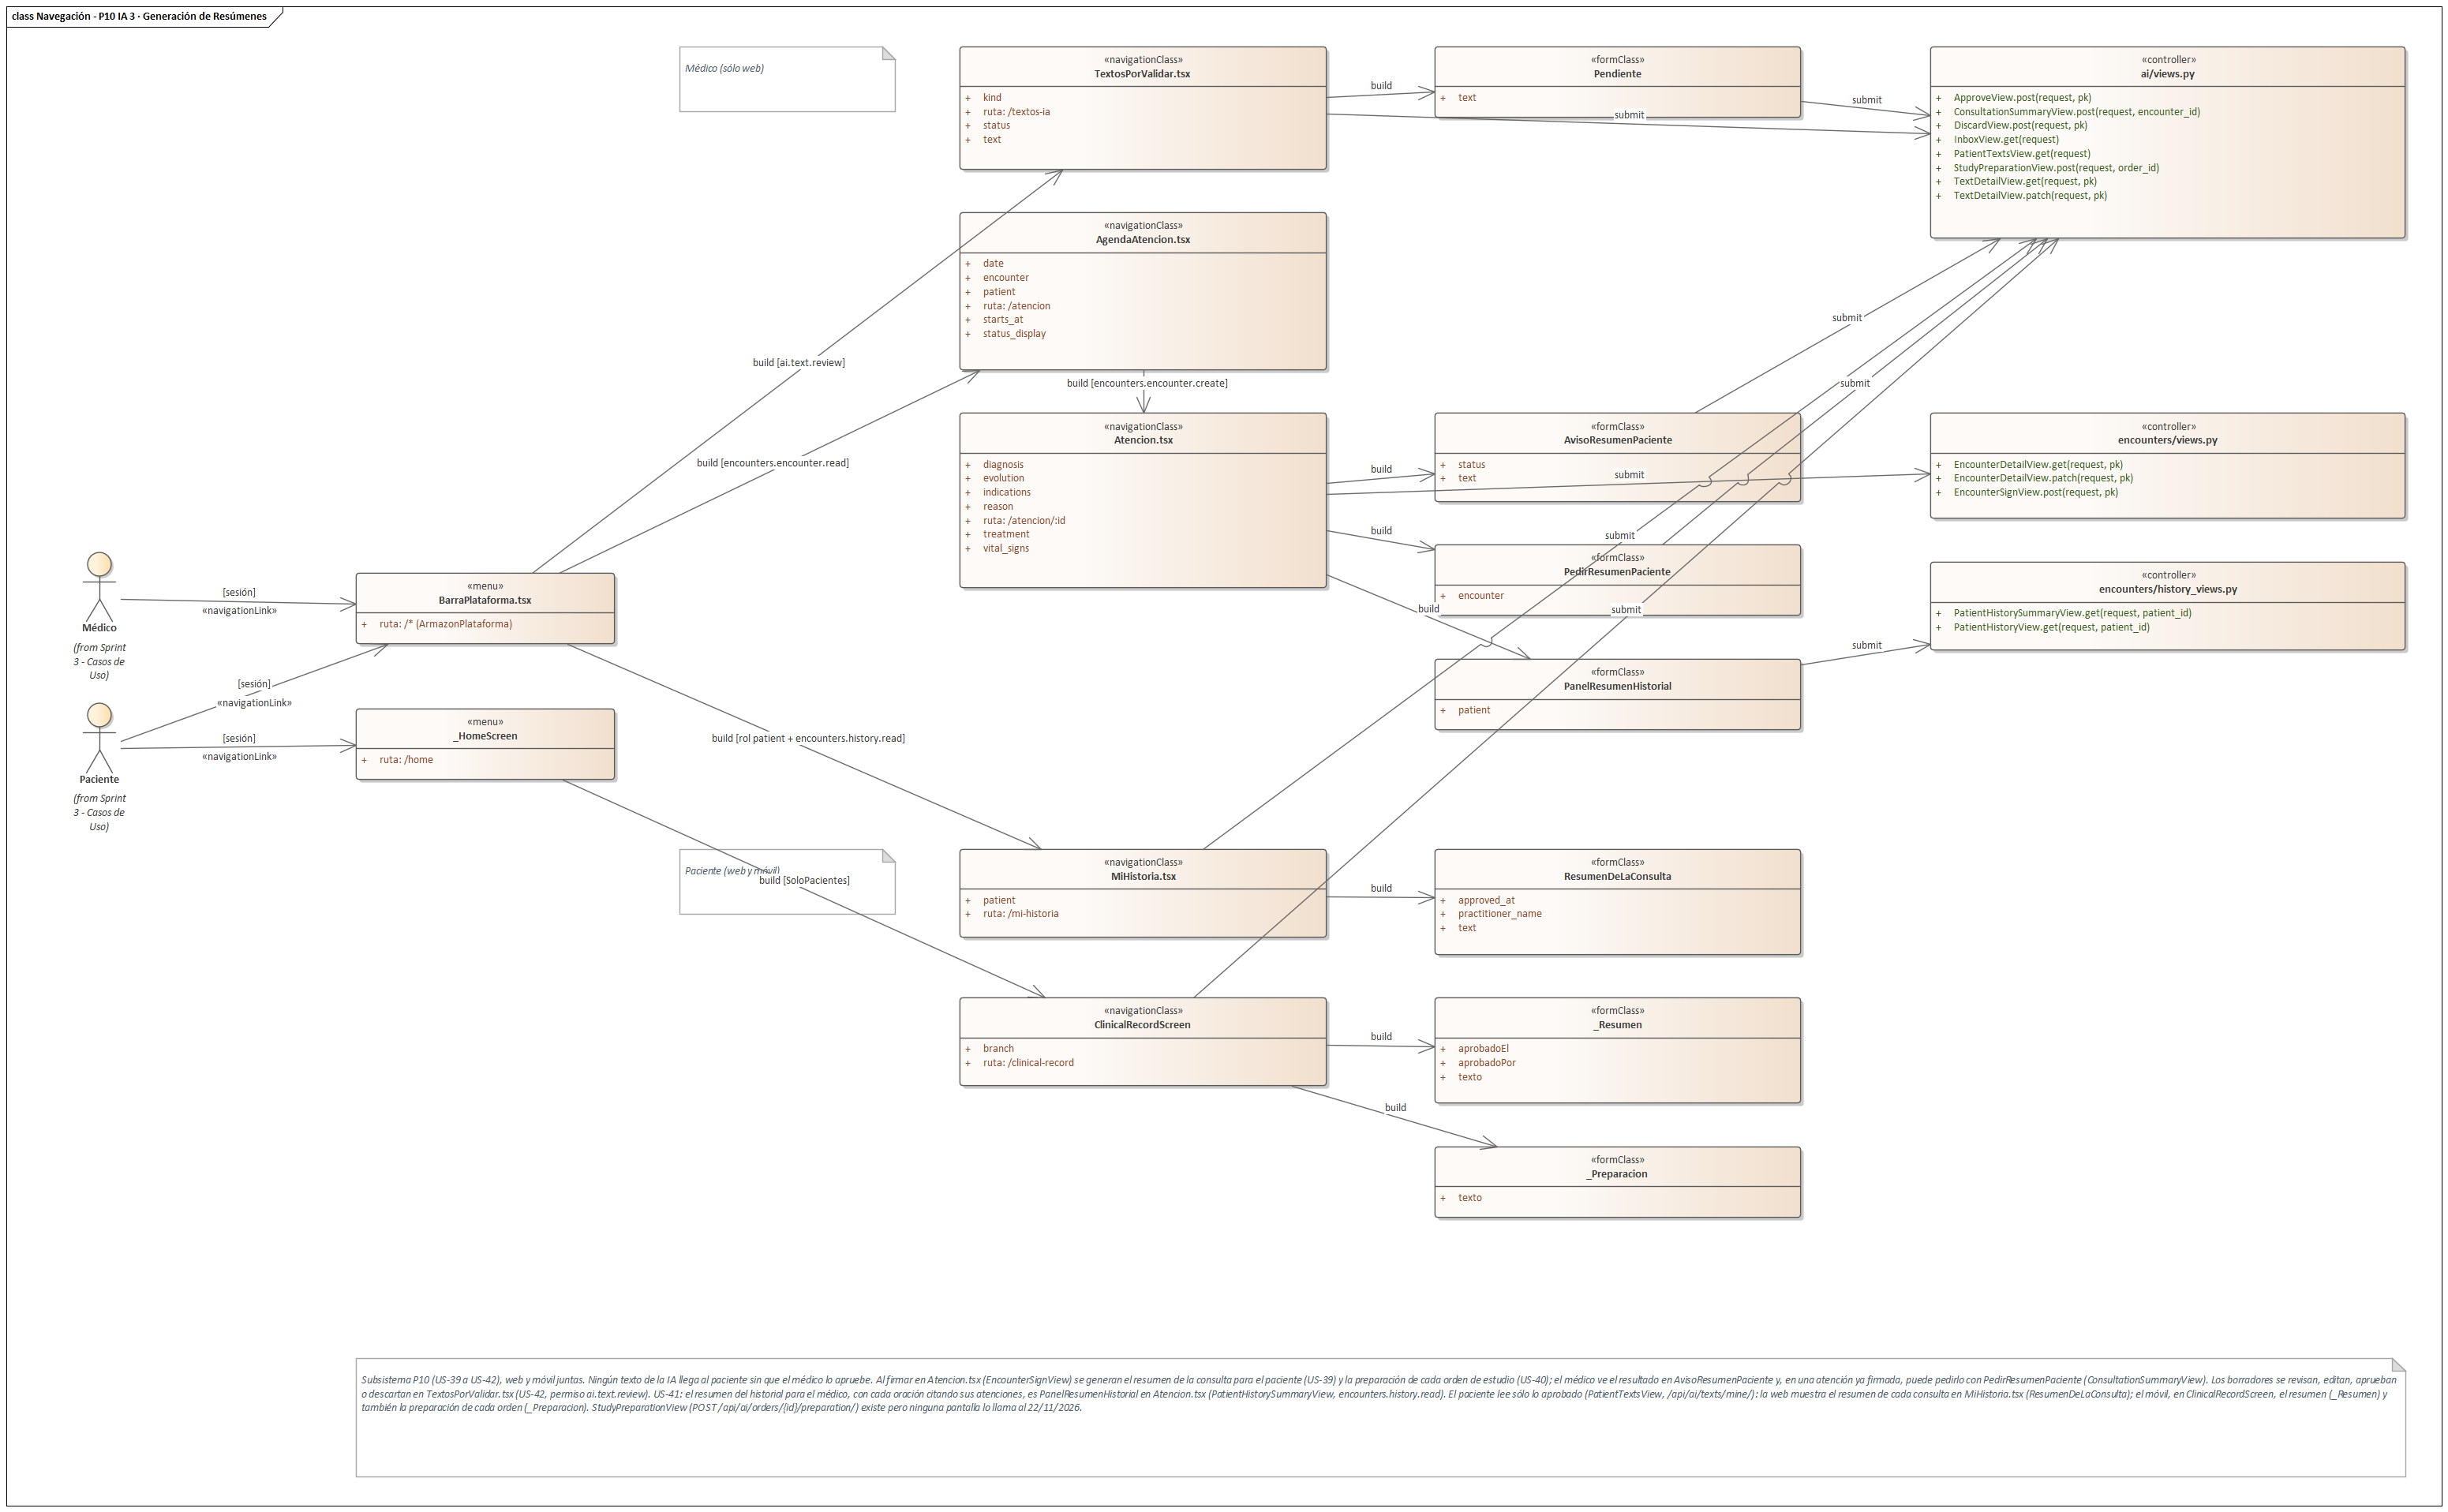 class Navegación - P10 IA 3 · Generación de Resúmenes
Médico (sólo web)
«navigationClass»
TextosPorValidar.tsx
+ kind
+ ruta: /textos-ia
+ status
+ text
build
submit
«formClass»
Pendiente
+ text
submit
«controller»
ai/views.py
+ ApproveView.post(request, pk)
+ ConsultationSummaryView.post(request, encounter_id)
+ DiscardView.post(request, pk)
+ InboxView.get(request)
+ PatientTextsView.get(request)
+ StudyPreparationView.post(request, order_id)
+ TextDetailView.get(request, pk)
+ TextDetailView.patch(request, pk)
«navigationClass»
AgendaAtencion.tsx
+ date
+ encounter
+ patient
+ ruta: /atencion
+ starts_at
+ status_display
build [ai.text.review]
build [encounters.encounter.create]
submit
submit
build [encounters.encounter.read]
«navigationClass»
Atencion.tsx
+ diagnosis
+ evolution
+ indications
+ reason
+ ruta: /atencion/:id
+ treatment
+ vital_signs
build
submit
build
build
«formClass»
AvisoResumenPaciente
+ status
+ text
submit
«formClass»
PedirResumenPaciente
+ encounter
submit
«formClass»
PanelResumenHistorial
+ patient
submit
«controller»
encounters/views.py
+ EncounterDetailView.get(request, pk)
+ EncounterDetailView.patch(request, pk)
+ EncounterSignView.post(request, pk)
«controller»
encounters/history_views.py
+ PatientHistorySummaryView.get(request, patient_id)
+ PatientHistoryView.get(request, patient_id)
Médico
(from Sprint
3 - Casos de
Uso)
[sesión]
«navigationLink»
«menu»
BarraPlataforma.tsx
+ ruta: /* (ArmazonPlataforma)
[sesión]
«navigationLink»
Paciente
(from Sprint
3 - Casos de
Uso)
[sesión]
«navigationLink»
«menu»
_HomeScreen
+ ruta: /home
build [rol patient + encounters.history.read]
Paciente (web y móvil)
build [SoloPacientes]
«navigationClass»
MiHistoria.tsx
+ patient
+ ruta: /mi-historia
build
«formClass»
ResumenDeLaConsulta
+ approved_at
+ practitioner_name
+ text
«navigationClass»
ClinicalRecordScreen
+ branch
+ ruta: /clinical-record
build
build
«formClass»
_Resumen
+ aprobadoEl
+ aprobadoPor
+ texto
«formClass»
_Preparacion
+ texto
Subsistema P10 (US-39 a US-42), web y móvil juntas. Ningún texto de la IA llega al paciente sin que el médico lo apruebe. Al firmar en Atencion.tsx (EncounterSignView) se generan el resumen de la consulta para el paciente (US-39) y la preparación de cada orden de estudio (US-40); el médico ve el resultado en AvisoResumenPaciente y, en una atención ya firmada, puede pedirlo con PedirResumenPaciente (ConsultationSummaryView). Los borradores se revisan, editan, aprueban
o descartan en TextosPorValidar.tsx (US-42, permiso ai.text.review). US-41: el resumen del historial para el médico, con cada oración citando sus atenciones, es PanelResumenHistorial en Atencion.tsx (PatientHistorySummaryView, encounters.history.read). El paciente lee sólo lo aprobado (PatientTextsView, /api/ai/texts/mine/): la web muestra el resumen de cada consulta en MiHistoria.tsx (ResumenDeLaConsulta); el móvil, en ClinicalRecordScreen, el resumen (_Resumen) y
también la preparación de cada orden (_Preparacion). StudyPreparationView (POST /api/ai/orders/{id}/preparation/) existe pero ninguna pantalla lo llama al 22/11/2026.